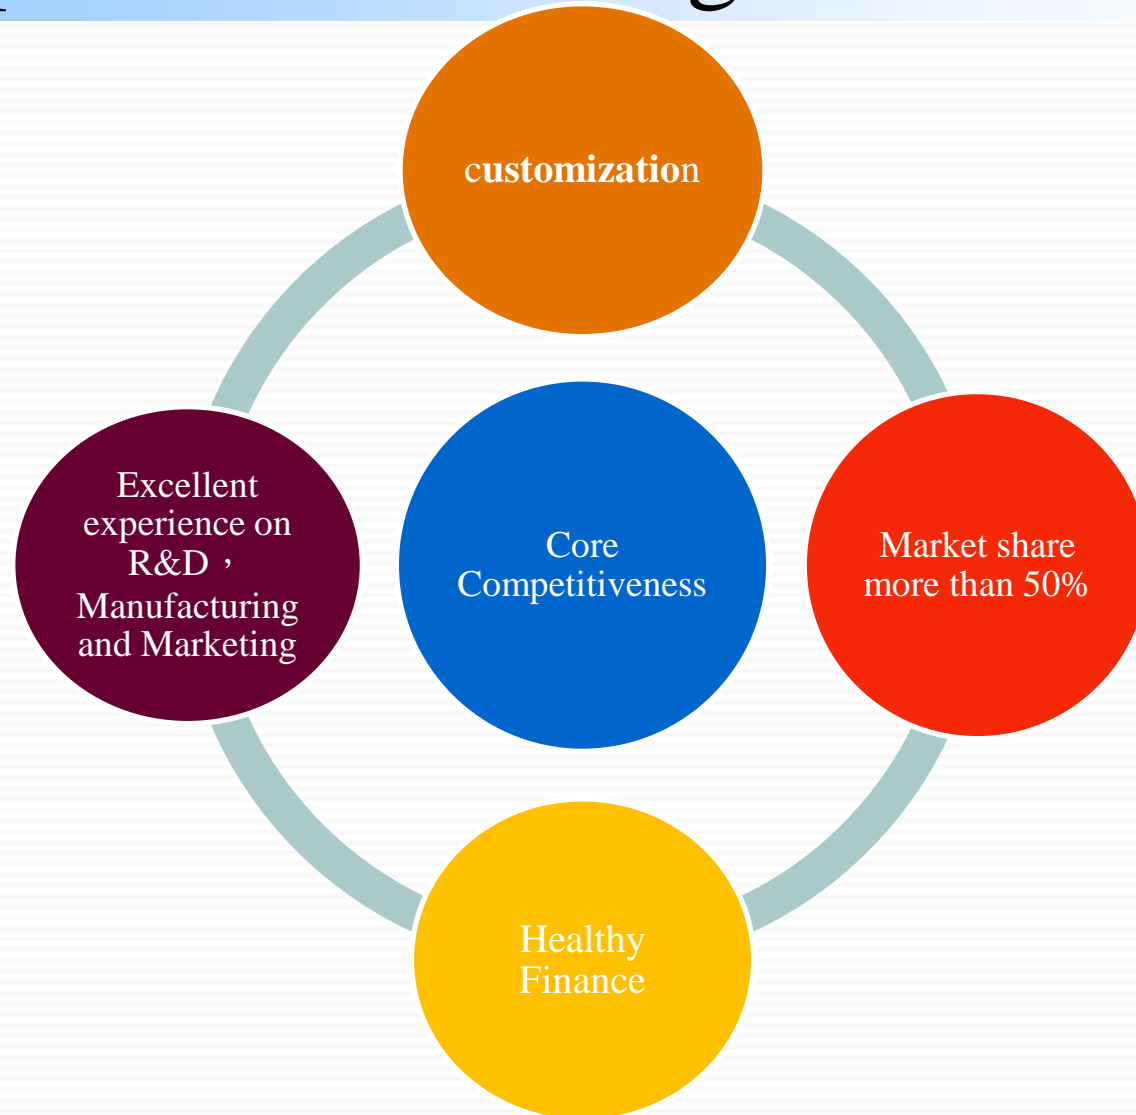 customization
Excellent
experience on
R&D，
Manufacturing
and Marketing
Core
Competitiveness
Market share
more than 50%
Healthy
Finance